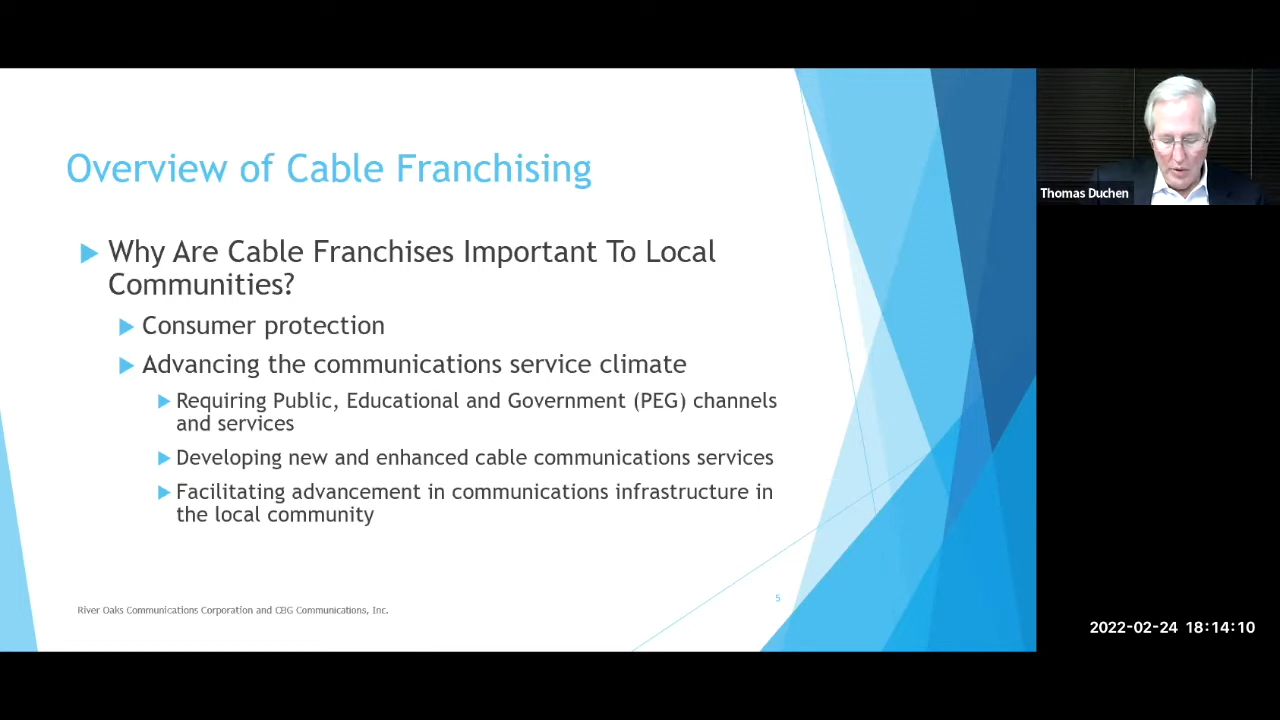 Overview of Cable Franchising
Why Are Cable Franchises Important To Local
Communities?
Consumer protection
Advancing the communications service climate
Requiring Public, Educational and Government (PEG) channels
and services
Developing new and enhanced cable communications services
Facilitating advancement in communications infrastructure in
the local community
River Oaks Communications Corporation and CBG Communications, Inc.
5
Thomas Duchen
2022-02-24 18:14:10